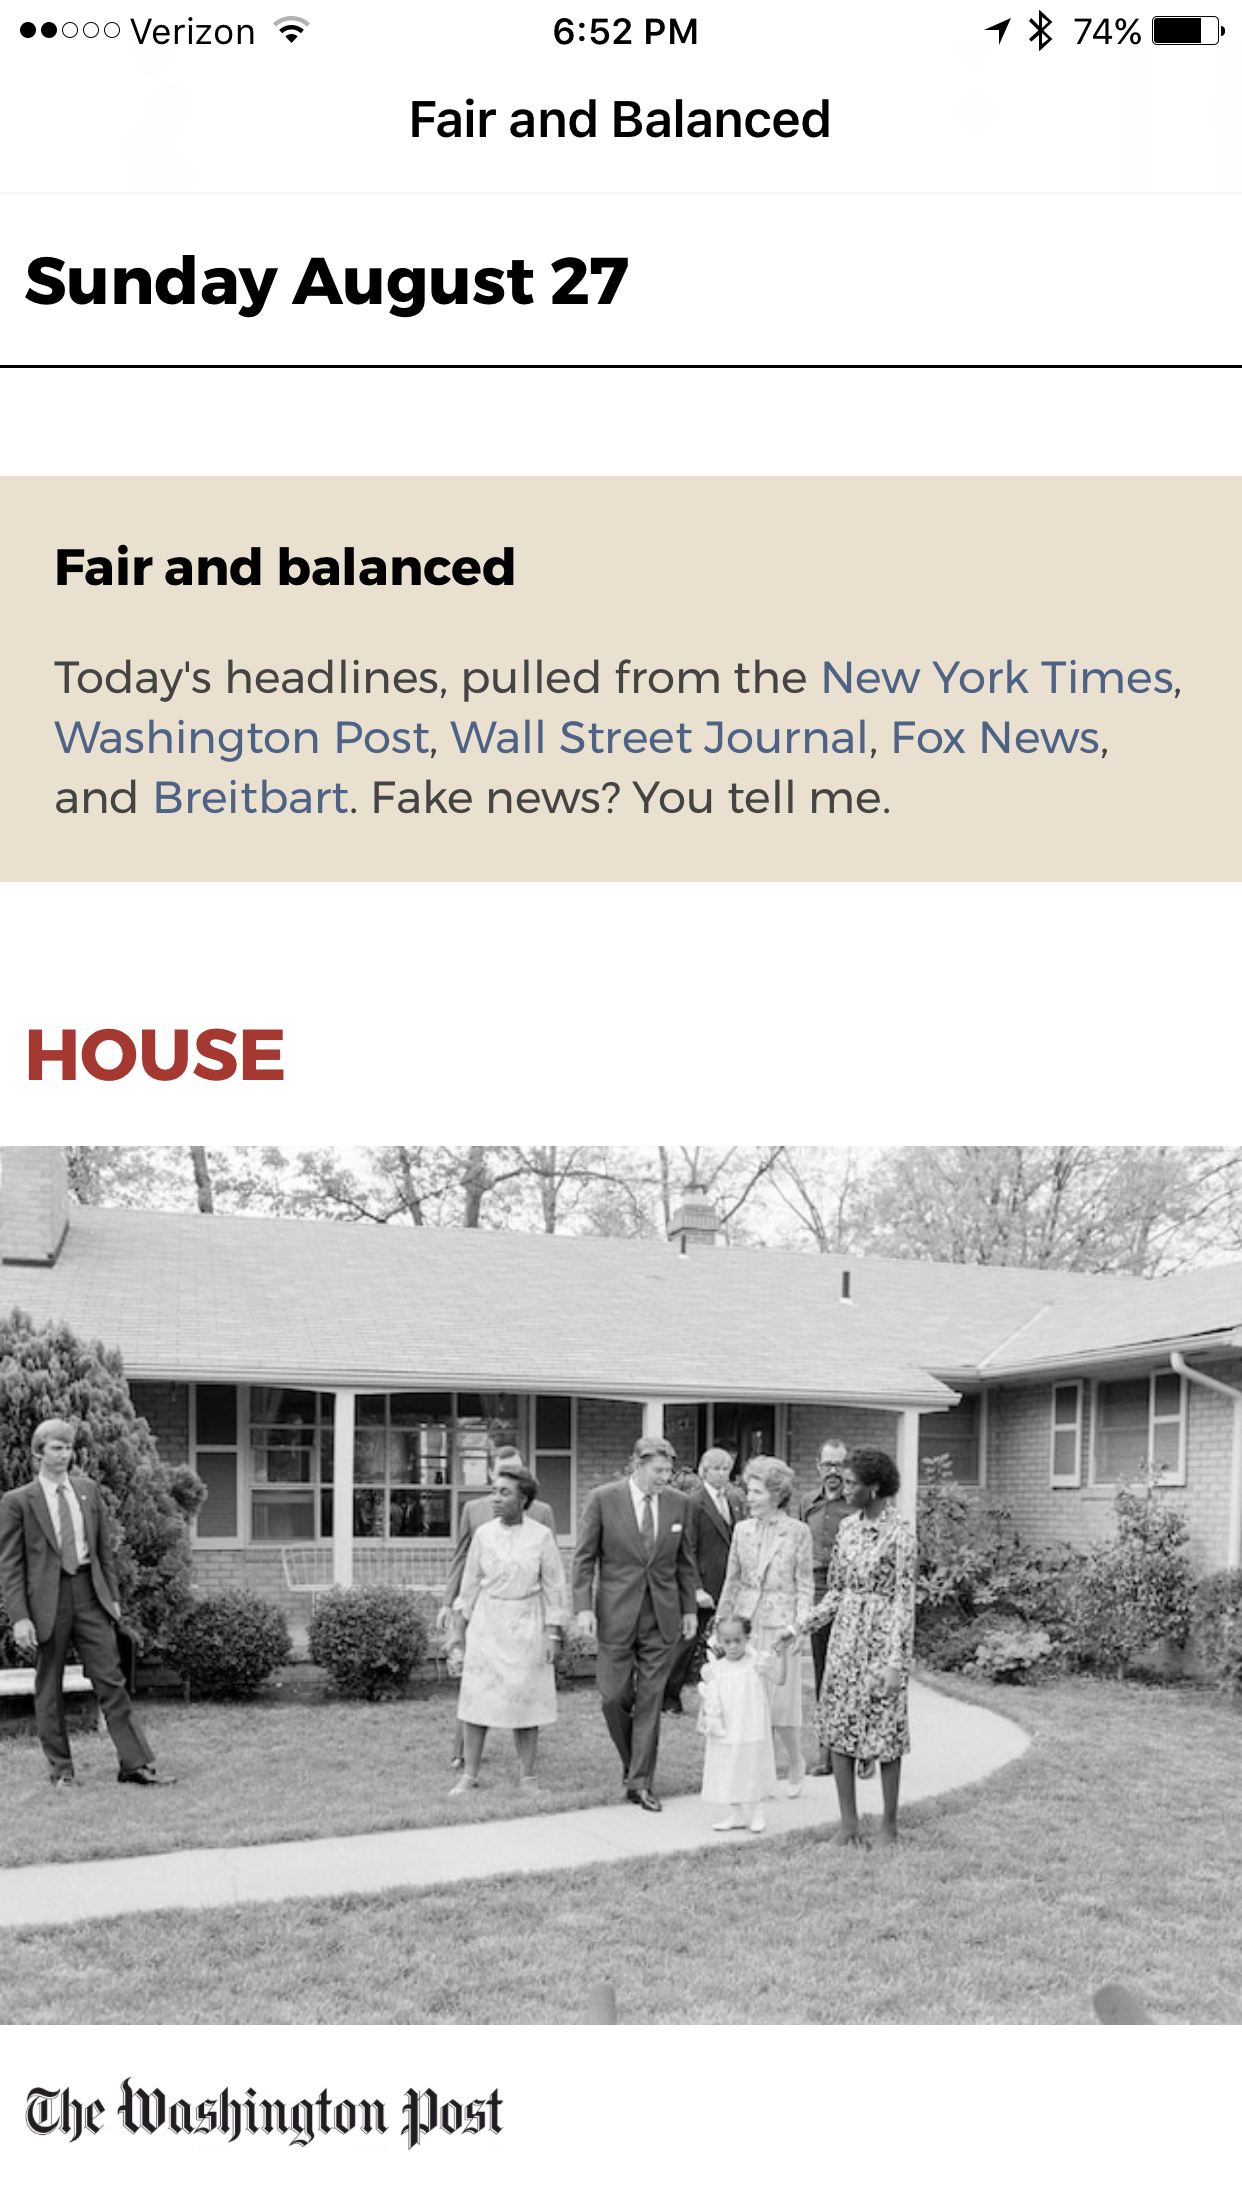 Verizon 6:52 PM 74%
Fair and Balanced
Sunday August 27
Fair and balanced
Today's headlines, pulled from the New York Times,
Washington Post, Wall Street Journal, Fox News,
and Breitbart. Fake news? You tell me.
HOUSE
The Washington Post